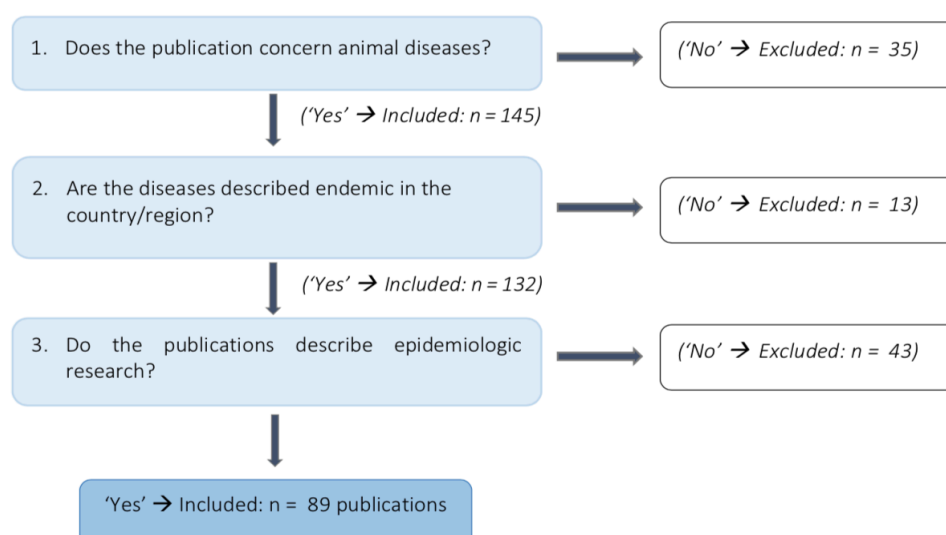 1. Does the publication concern animal diseases?
(‘No’ → Excluded: n = 35)
(‘Yes’ → Included: n = 145)
2. Are the diseases described endemic in the
country/region?
(‘No’ → Excluded: n = 13)
(‘Yes’ → Included: n = 132)
3. Do the publications describe epidemiologic
research?
(‘No’ → Excluded: n = 43)
‘Yes’ → Included: n = 89 publications